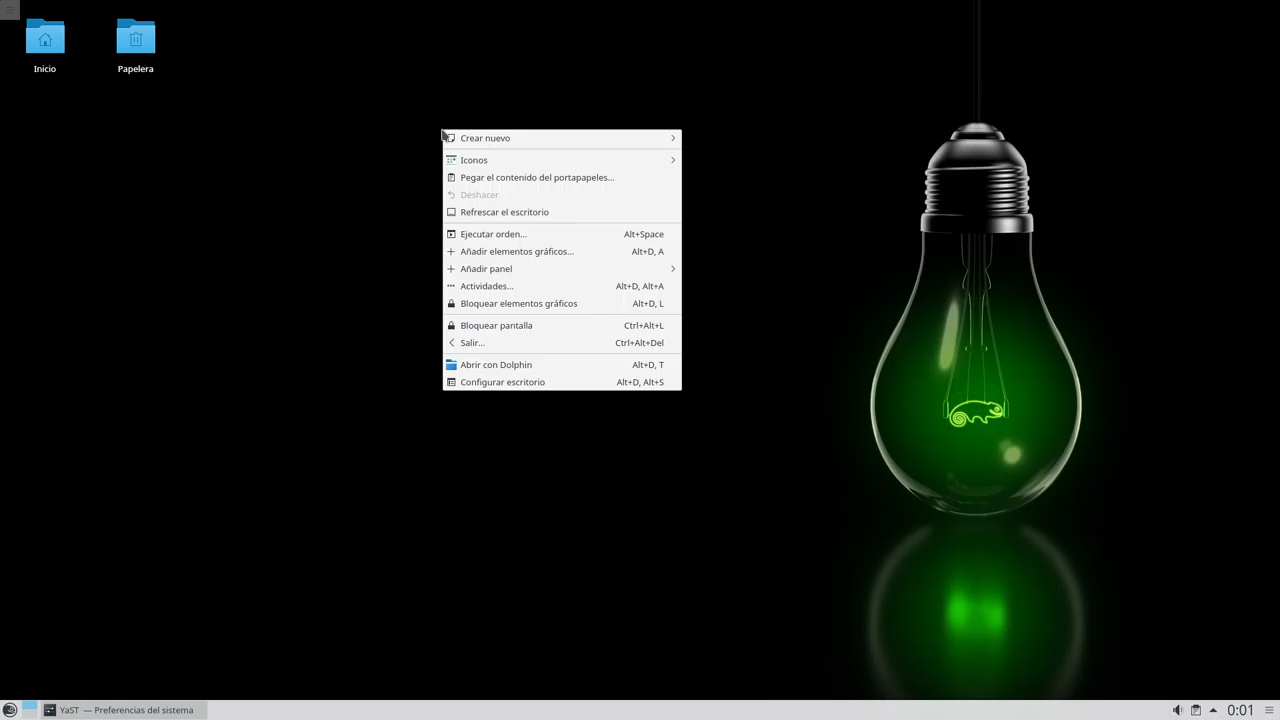 Inicio
Papelera
Crear nuevo
Iconos
Pegar el contenido del portapapeles...
Deshacer
Refrescar el escritorio
Ejecutar orden... Alt+Space
Añadir elementos gráficos... Alt+D, A
Añadir panel
Actividades... Alt+D, Alt+A
Bloquear elementos gráficos Alt+D, L
Bloquear pantalla Ctrl+Alt+L
Salir... Ctrl+Alt+Del
Abrir con Dolphin Alt+D, T
Configurar escritorio Alt+D, Alt+S
YaST — Preferencias del sistema
0:01